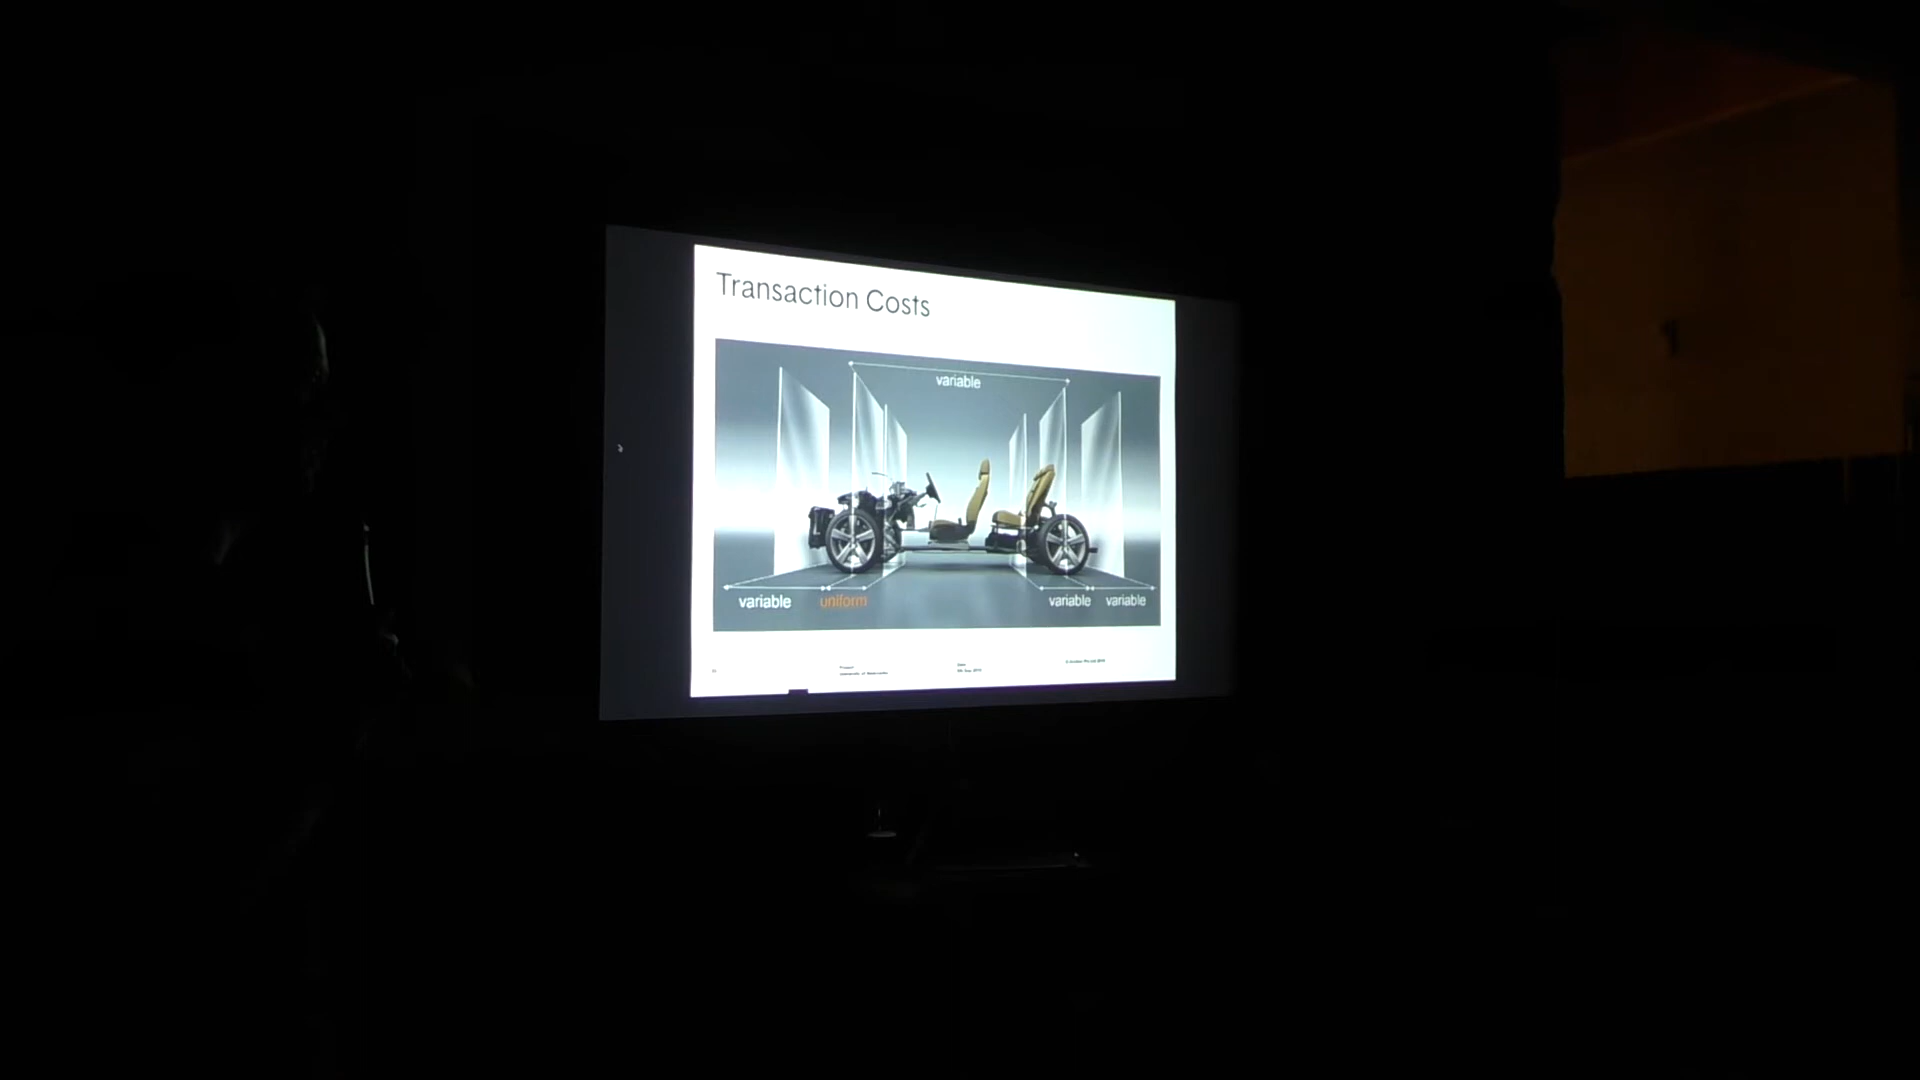 Transaction Costs
variable
variable
uniform
variable
variable